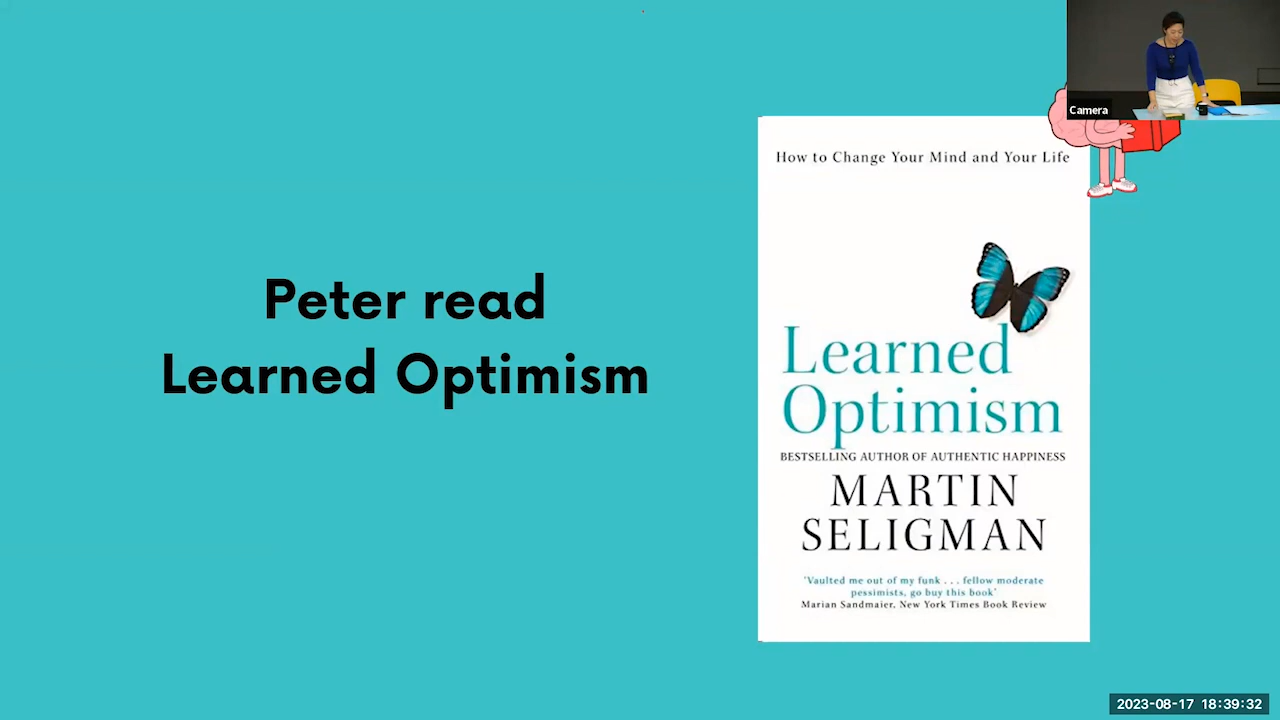 Camera
Peter read
Learned Optimism
How to Change Your Mind and Your Life
Learned
Optimism
BESTSELLING AUTHOR OF AUTHENTIC HAPPINESS
MARTIN
SELIGMAN
'Vaulted me out of my funk . . . fellow moderate
pessimists, go buy this book'
Marian Sandmaier, New York Times Book Review
2023-08-17 18:39:32